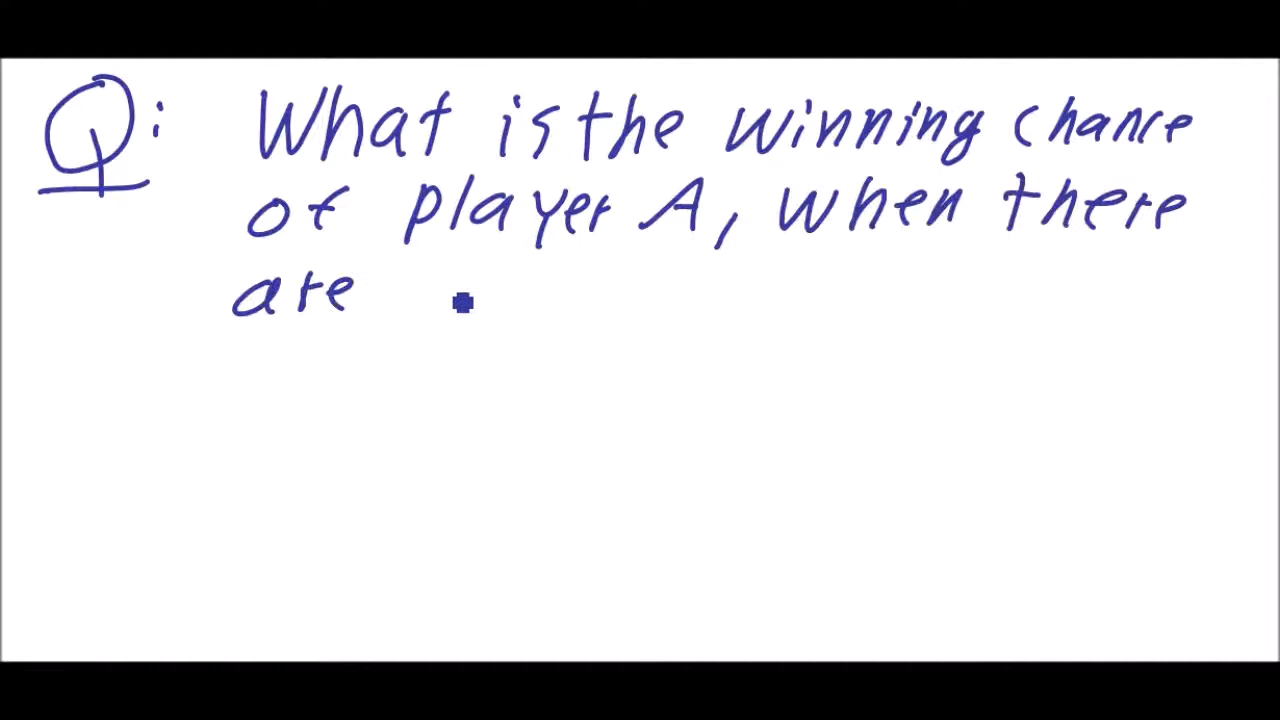 Q: What is the winning chance
of player A, when there
are